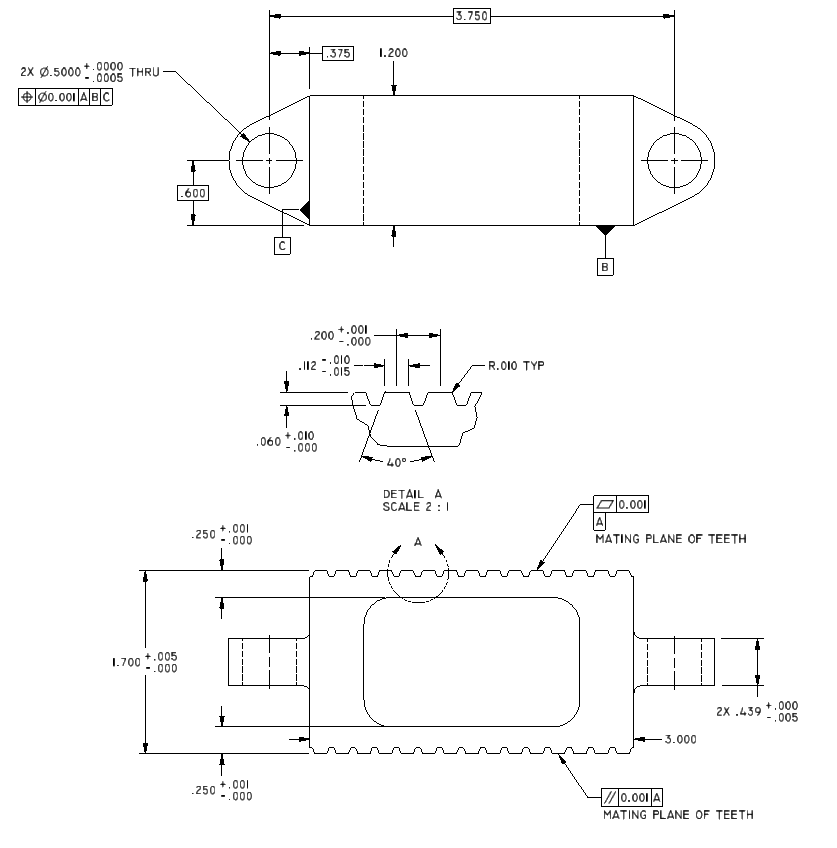 3.750
.375
1.200
2X Ø.5000 +.0000 -.0005 THRU
⌖ Ø0.001 A B C
.600
C
B
.200 +.001 -.000
.112 -.010 -.015
R.010 TYP
.060 +.010 -.000
40°
DETAIL A
SCALE 2 : 1
⏥ 0.001
A
MATING PLANE OF TEETH
.250 +.001 -.000
A
1.700 +.005 -.000
2X .439 +.000 -.005
3.000
.250 +.001 -.000
// 0.001 A
MATING PLANE OF TEETH